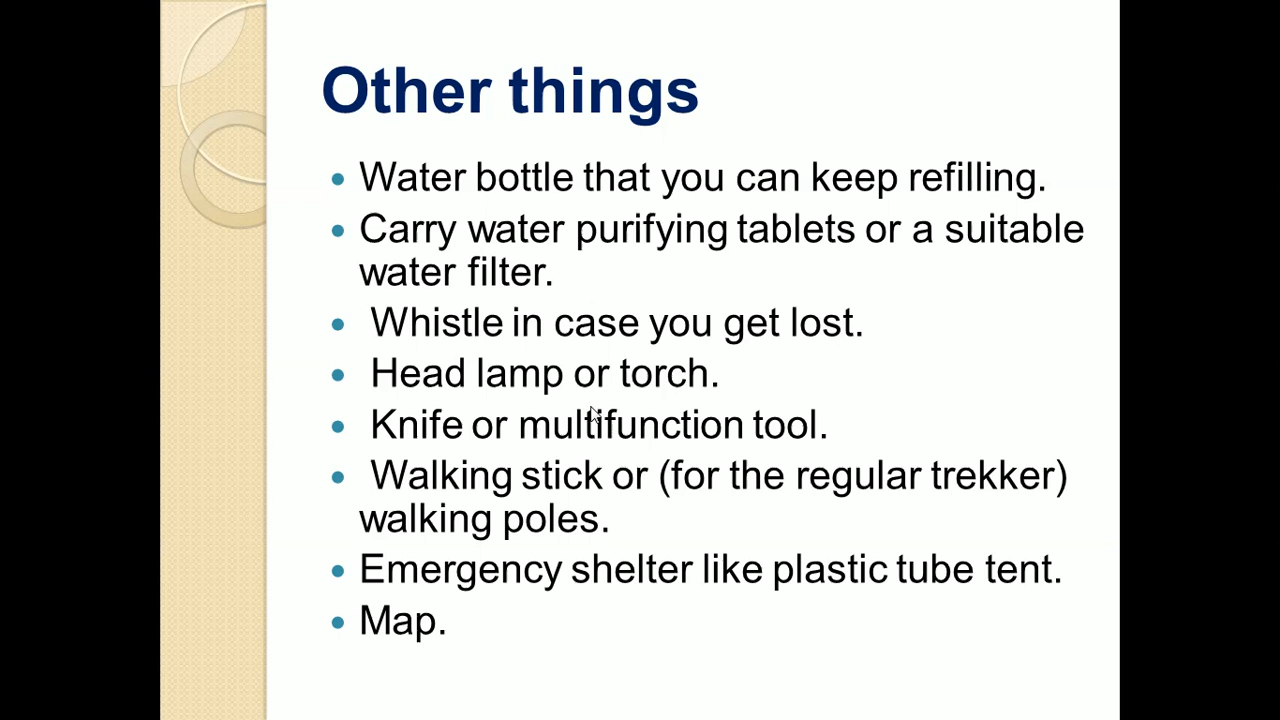 Other things
• Water bottle that you can keep refilling.
• Carry water purifying tablets or a suitable
water filter.
• Whistle in case you get lost.
• Head lamp or torch.
• Knife or multifunction tool.
• Walking stick or (for the regular trekker)
walking poles.
• Emergency shelter like plastic tube tent.
• Map.